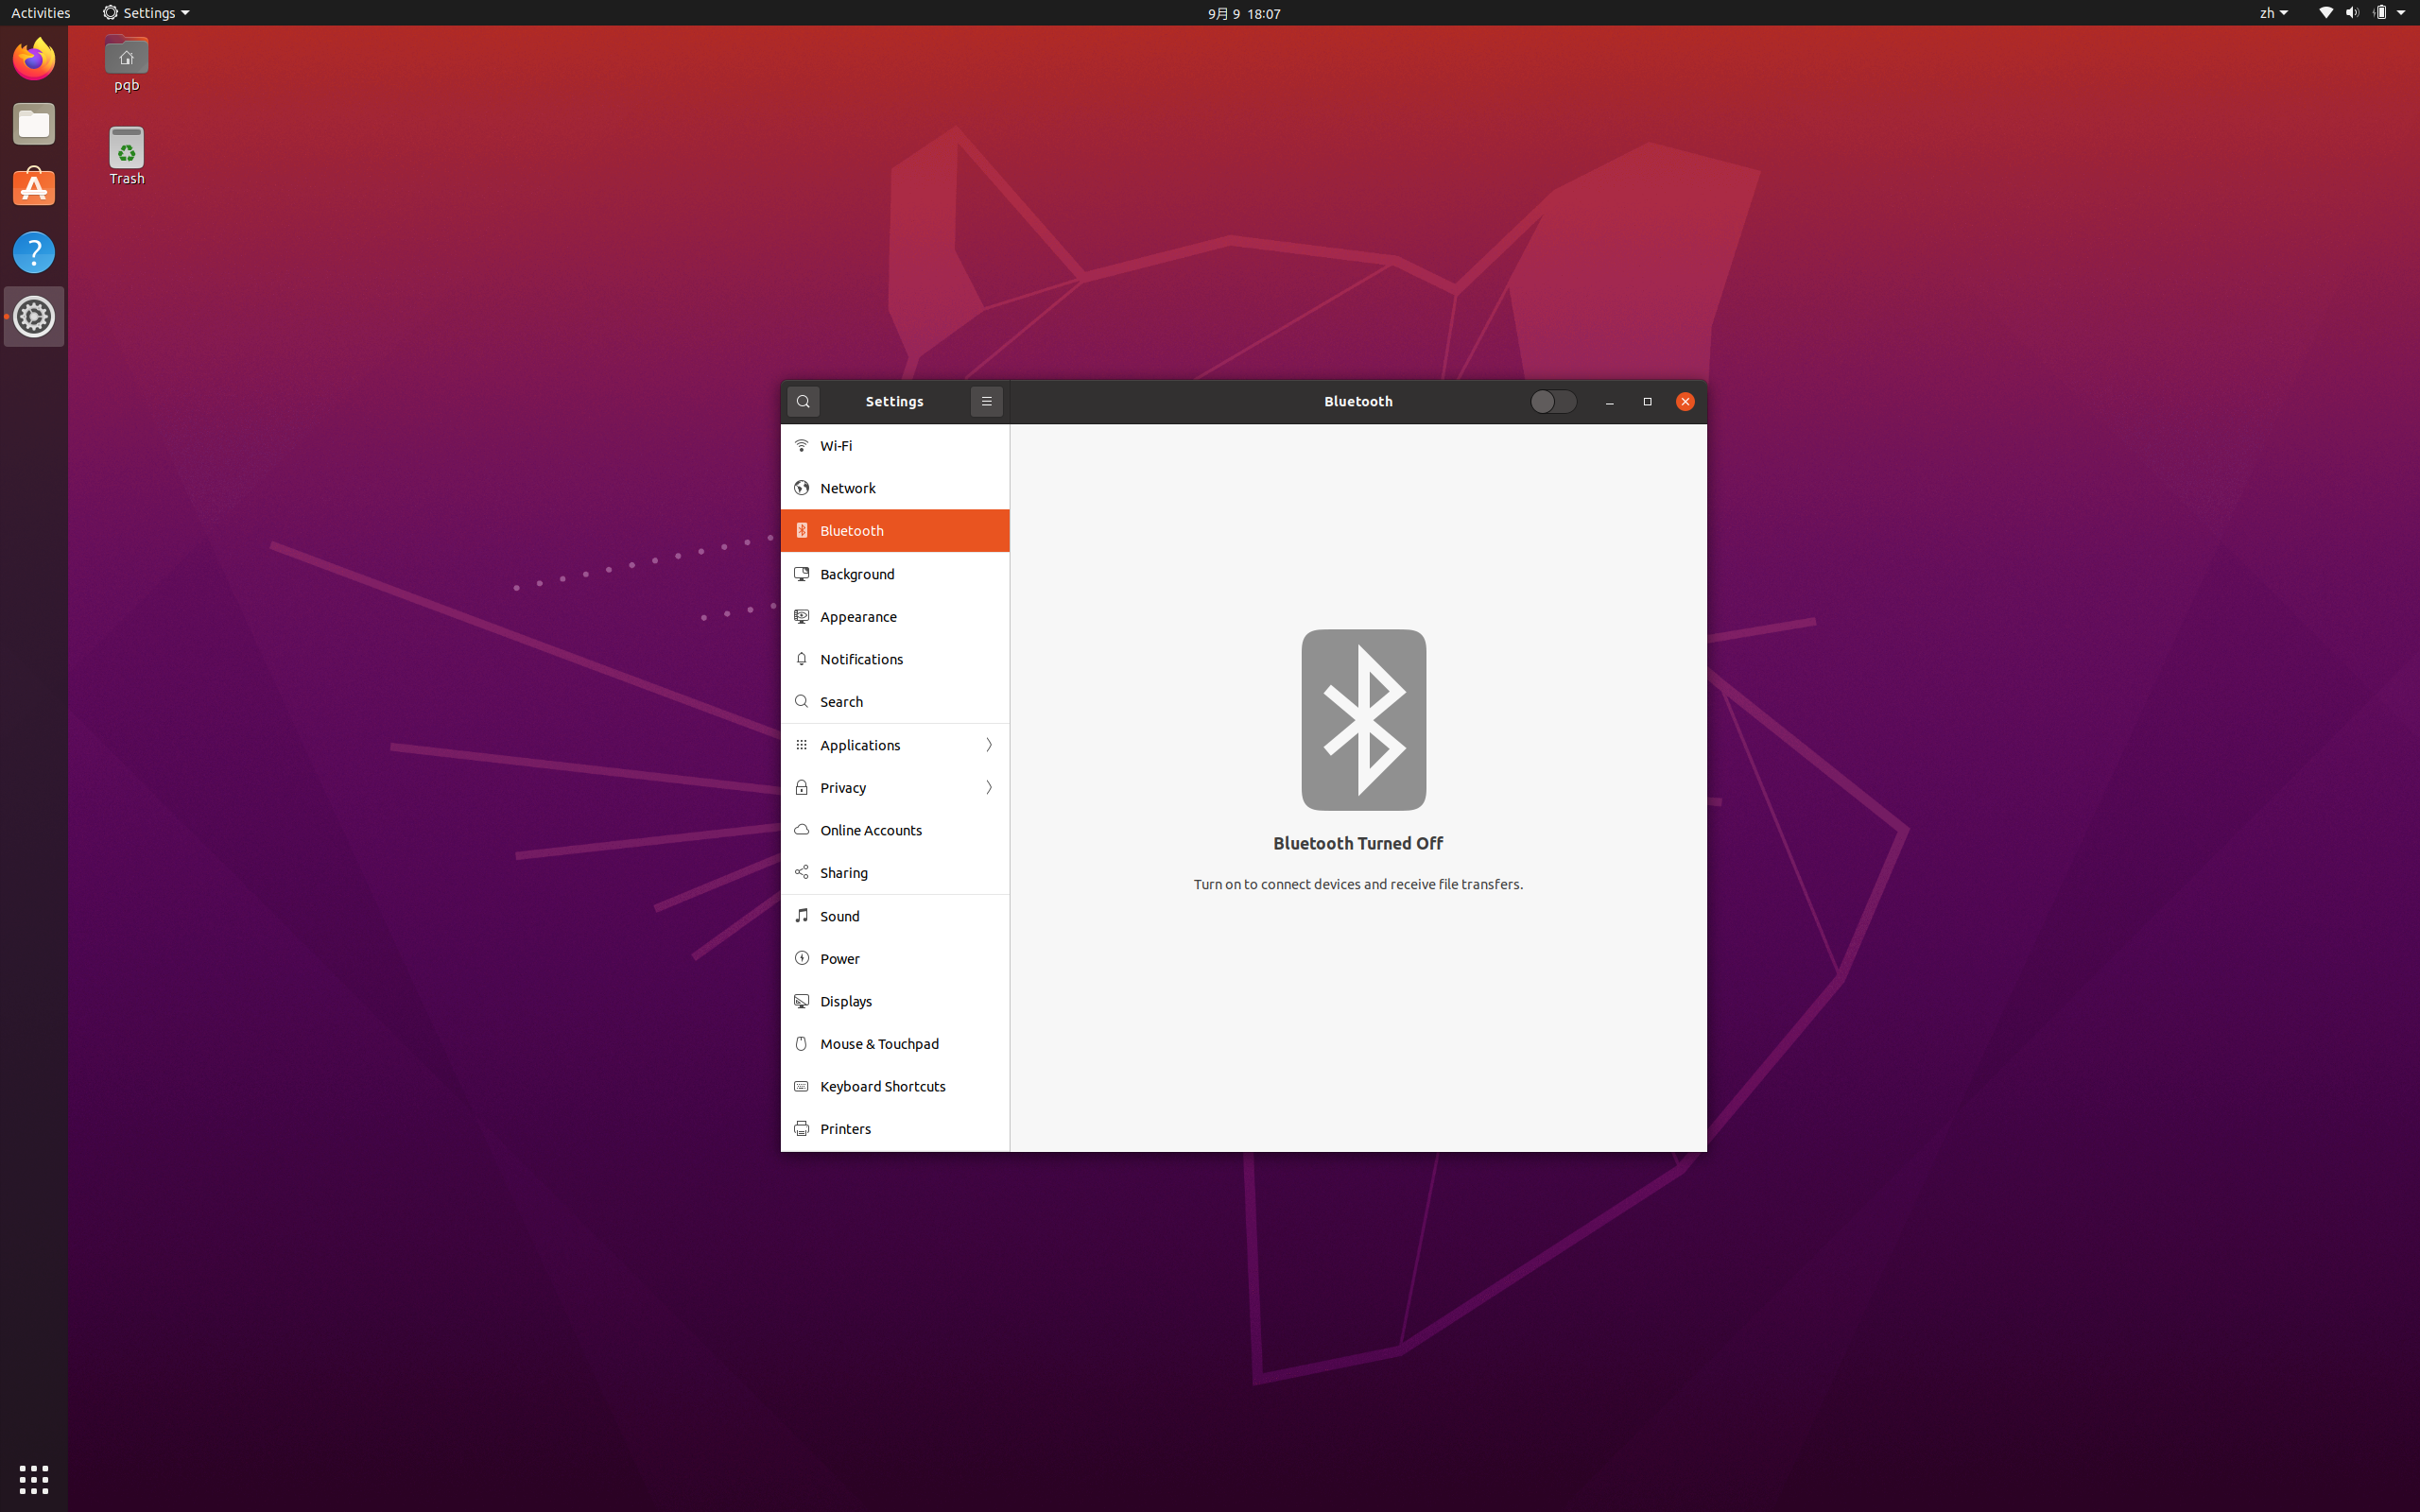 Activities
Settings
9月 9 18:07
zh
pqb
Trash
Settings
Bluetooth
Wi-Fi
Network
Bluetooth
Background
Appearance
Notifications
Search
Applications
Privacy
Online Accounts
Sharing
Sound
Power
Displays
Mouse & Touchpad
Keyboard Shortcuts
Printers
Bluetooth Turned Off
Turn on to connect devices and receive file transfers.